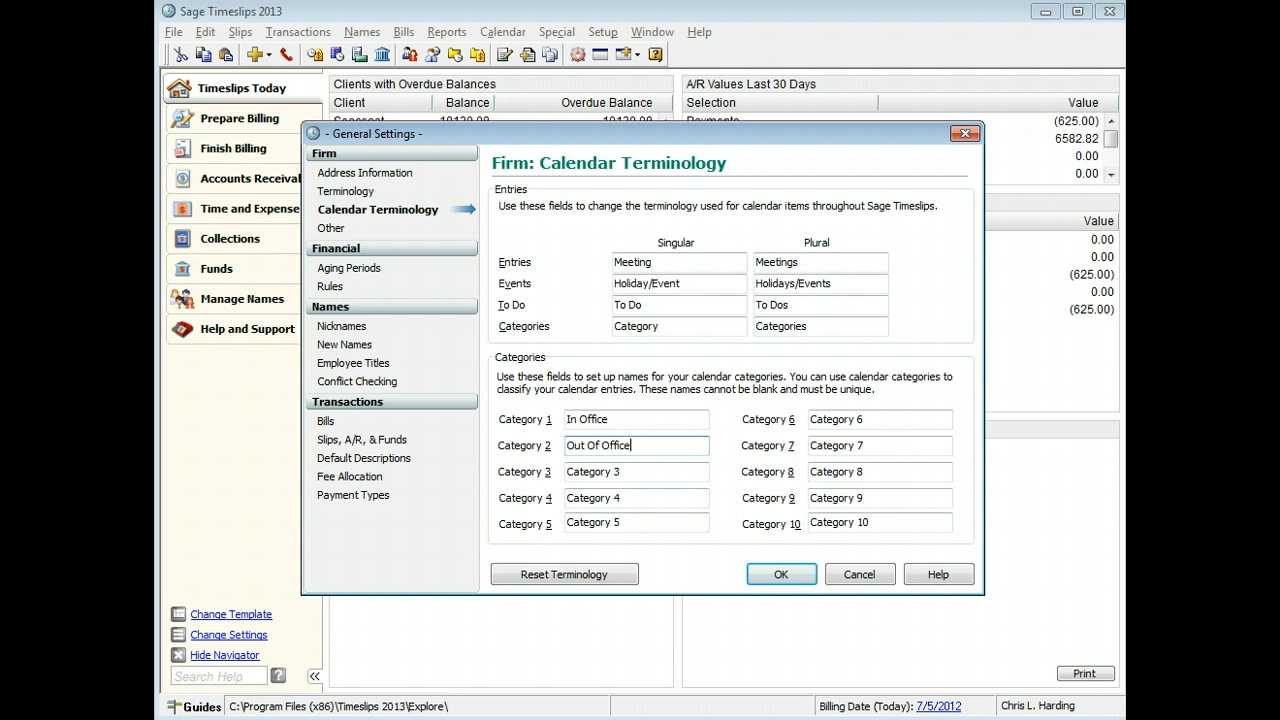 Sage Timeslips 2013
File Edit Slips Transactions Names Bills Reports Calendar Special Setup Window Help
Timeslips Today
Prepare Billing
Finish Billing
Accounts Receival
Time and Expense
Collections
Funds
Manage Names
Help and Support
Change Template
Change Settings
Hide Navigator
Search Help
Clients with Overdue Balances
Client Balance Overdue Balance
A/R Values Last 30 Days
Selection Value
Payments (625.00)
6582.82
0.00
0.00
Value
0.00
0.00
(625.00)
0.00
(625.00)
- General Settings -
Firm
Address Information
Terminology
Calendar Terminology
Other
Financial
Aging Periods
Rules
Names
Nicknames
New Names
Employee Titles
Conflict Checking
Transactions
Bills
Slips, A/R, & Funds
Default Descriptions
Fee Allocation
Payment Types
Firm: Calendar Terminology
Entries
Use these fields to change the terminology used for calendar items throughout Sage Timeslips.
Singular Plural
Entries Meeting Meetings
Events Holiday/Event Holidays/Events
To Do To Do To Dos
Categories Category Categories
Categories
Use these fields to set up names for your calendar categories. You can use calendar categories to
classify your calendar entries. These names cannot be blank and must be unique.
Category 1 In Office Category 6 Category 6
Category 2 Out Of Office Category 7 Category 7
Category 3 Category 3 Category 8 Category 8
Category 4 Category 4 Category 9 Category 9
Category 5 Category 5 Category 10 Category 10
Reset Terminology OK Cancel Help
Print
Guides C:\Program Files (x86)\Timeslips 2013\Explore\ Billing Date (Today): 7/5/2012 Chris L. Harding